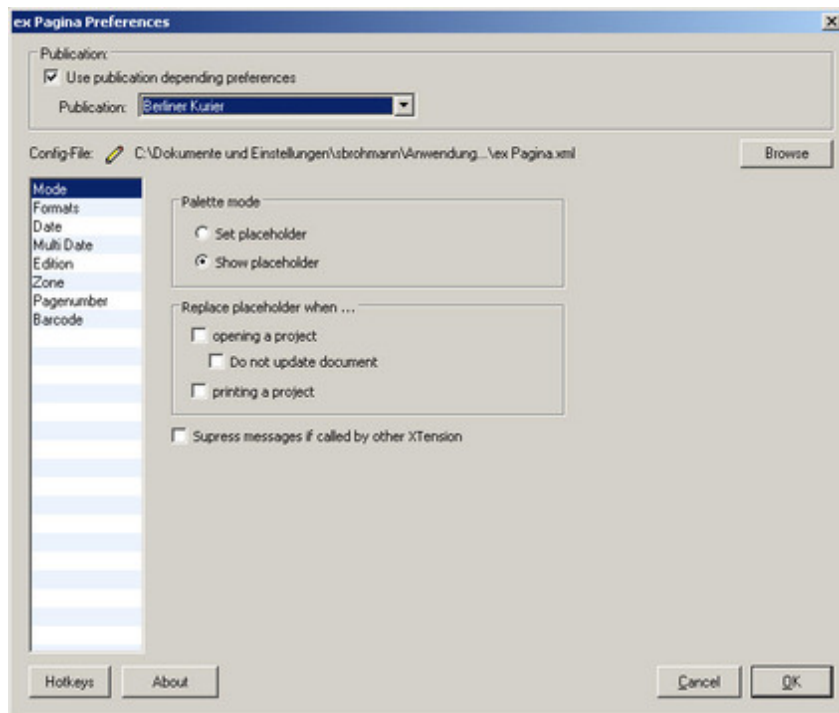 ex Pagina Preferences
Publication:
Use publication depending preferences
Publication: Berliner Kurier
Config-File: C:\Dokumente und Einstellungen\sbrohmann\Anwendung...\ex Pagina.xml Browse
Mode
Formats
Date
Multi Date
Edition
Zone
Pagenumber
Barcode
Palette mode
Set placeholder
Show placeholder
Replace placeholder when ...
opening a project
Do not update document
printing a project
Supress messages if called by other XTension
Hotkeys About Cancel OK